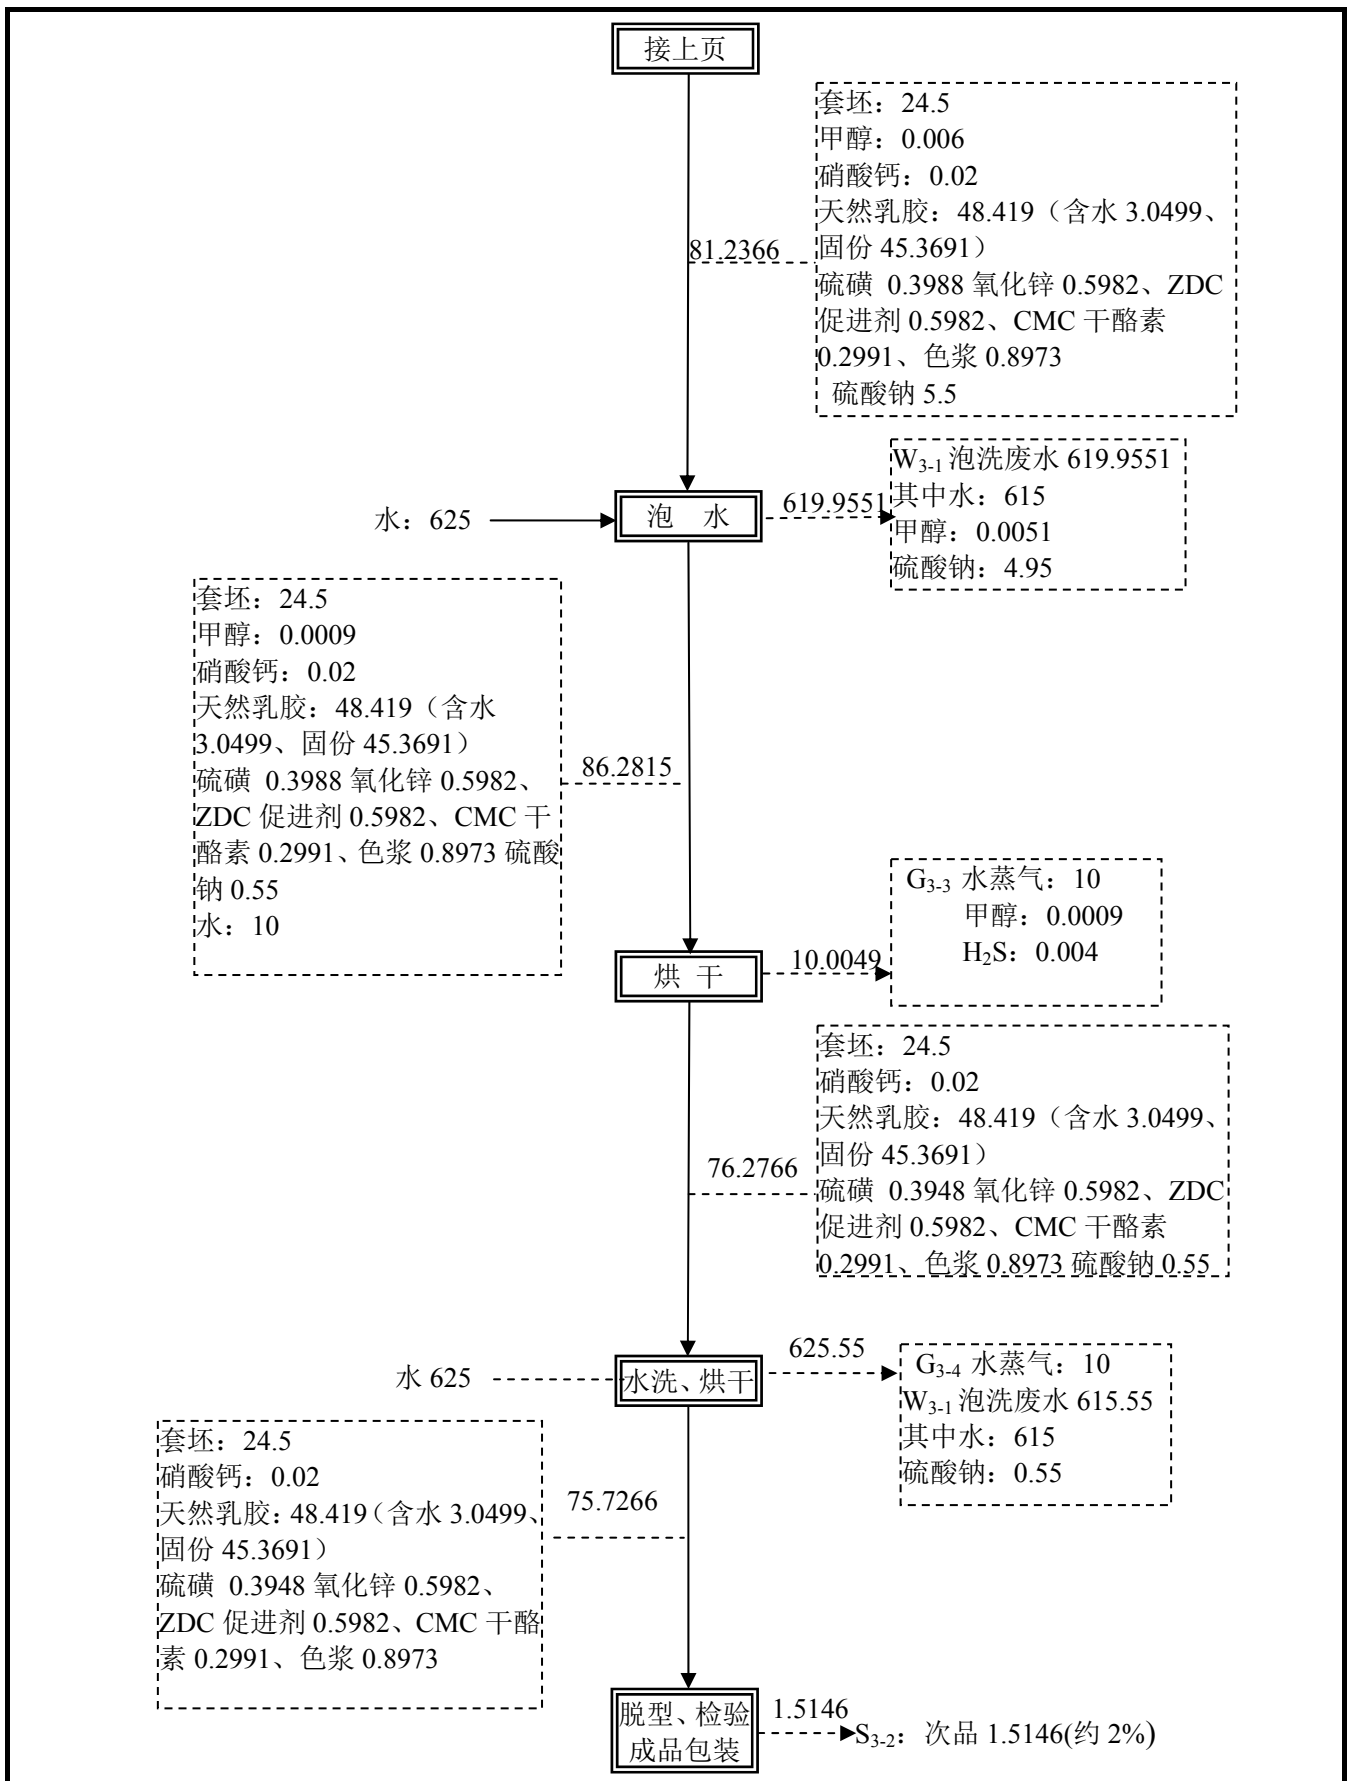 接上页
套坯：24.5
甲醇：0.006
硝酸钙：0.02
天然乳胶：48.419（含水 3.0499、
固份 45.3691）
硫磺 0.3988 氧化锌 0.5982、ZDC
促进剂 0.5982、CMC 干酪素
0.2991、色浆 0.8973
硫酸钠 5.5
81.2366
水：625
泡 水
619.9551
W3-1 泡洗废水 619.9551
其中水：615
甲醇：0.0051
硫酸钠：4.95
套坯：24.5
甲醇：0.0009
硝酸钙：0.02
天然乳胶：48.419（含水
3.0499、固份 45.3691）
硫磺 0.3988 氧化锌 0.5982、
ZDC 促进剂 0.5982、CMC 干
酪素 0.2991、色浆 0.8973 硫酸
钠 0.55
水：10
86.2815
烘 干
10.0049
G3-3 水蒸气：10
甲醇：0.0009
H2S：0.004
套坯：24.5
硝酸钙：0.02
天然乳胶：48.419（含水 3.0499、
固份 45.3691）
硫磺 0.3948 氧化锌 0.5982、ZDC
促进剂 0.5982、CMC 干酪素
0.2991、色浆 0.8973 硫酸钠 0.55
76.2766
水 625
水洗、烘干
625.55
G3-4 水蒸气：10
W3-1 泡洗废水 615.55
其中水：615
硫酸钠：0.55
套坯：24.5
硝酸钙：0.02
天然乳胶：48.419（含水 3.0499、
固份 45.3691）
硫磺 0.3948 氧化锌 0.5982、
ZDC 促进剂 0.5982、CMC 干酪
素 0.2991、色浆 0.8973
75.7266
脱型、检验
成品包装
1.5146
S3-2：次品 1.5146(约 2%)